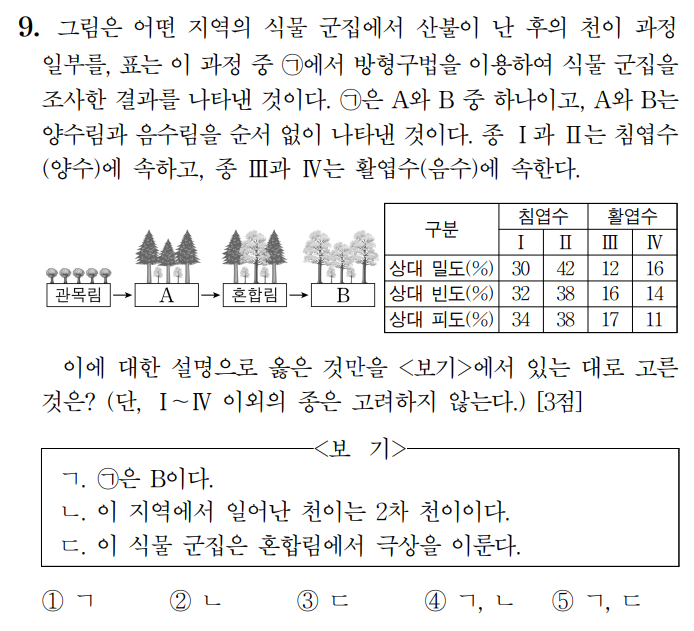 9. 그림은 어떤 지역의 식물 군집에서 산불이 난 후의 천이 과정
일부를, 표는 이 과정 중 ㉠에서 방형구법을 이용하여 식물 군집을
조사한 결과를 나타낸 것이다. ㉠은 A와 B 중 하나이고, A와 B는
양수림과 음수림을 순서 없이 나타낸 것이다. 종 Ⅰ과 Ⅱ는 침엽수
(양수)에 속하고, 종 Ⅲ과 Ⅳ는 활엽수(음수)에 속한다.
관목림 → A → 혼합림 → B
구분 침엽수 활엽수
Ⅰ Ⅱ Ⅲ Ⅳ
상대 밀도(%) 30 42 12 16
상대 빈도(%) 32 38 16 14
상대 피도(%) 34 38 17 11
이에 대한 설명으로 옳은 것만을 <보기>에서 있는 대로 고른
것은? (단, Ⅰ~Ⅳ 이외의 종은 고려하지 않는다.) [3점]
<보 기>
ㄱ. ㉠은 B이다.
ㄴ. 이 지역에서 일어난 천이는 2차 천이이다.
ㄷ. 이 식물 군집은 혼합림에서 극상을 이룬다.
① ㄱ ② ㄴ ③ ㄷ ④ ㄱ, ㄴ ⑤ ㄱ, ㄷ